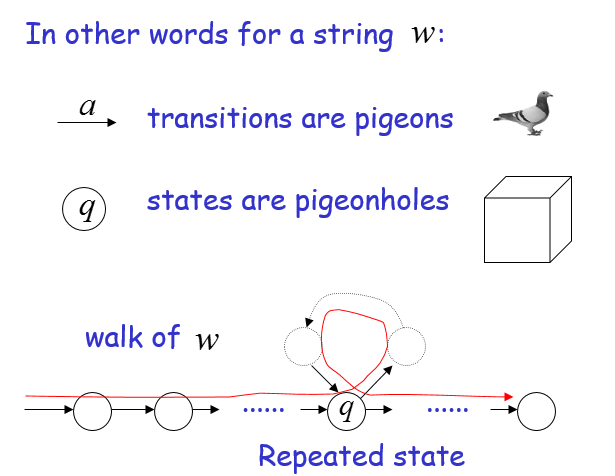 In other words for a string w:
a transitions are pigeons
q states are pigeonholes
walk of w
...... q ......
Repeated state